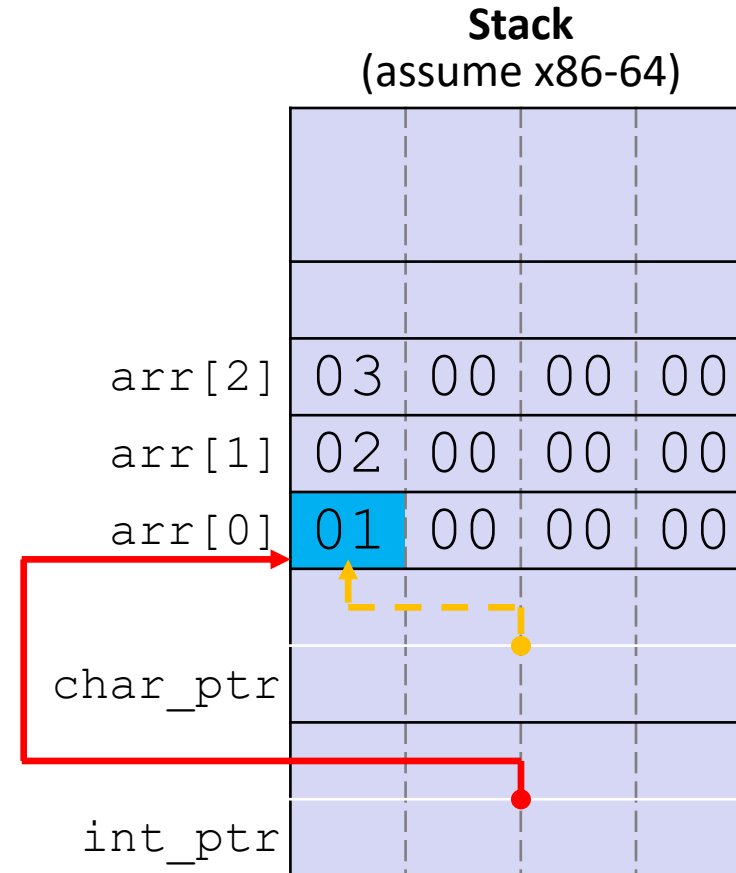 Stack
(assume x86-64)
arr[2] 03 00 00 00
arr[1] 02 00 00 00
arr[0] 01 00 00 00
char_ptr
int_ptr